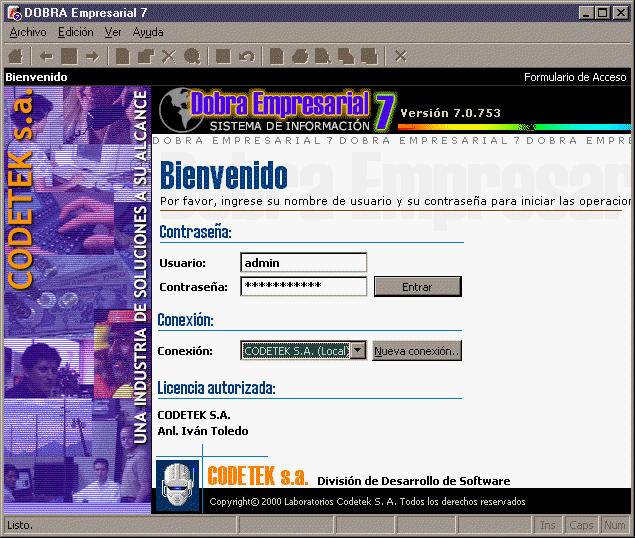 DOBRA Empresarial 7
Archivo Edición Ver Ayuda
Bienvenido
Formulario de Acceso
CODETEK s.a.
UNA INDUSTRIA DE SOLUCIONES A SU ALCANCE
Dobra Empresarial 7
SISTEMA DE INFORMACIÓN
Versión 7.0.753
DOBRA EMPRESARIAL 7 DOBRA EMPRESARIAL 7 DOBRA EMPRE
Dobra Empresar
Bienvenido
Por favor, ingrese su nombre de usuario y su contraseña para iniciar las operacion
Contraseña:
Usuario: admin
Contraseña: *********** Entrar
Conexión:
Conexión: CODETEK S.A. (Local) Nueva conexión..
Licencia autorizada:
CODETEK S.A.
Anl. Iván Toledo
CODETEK s.a. División de Desarrollo de Software
Copyright© 2000 Laboratorios Codetek S. A. Todos los derechos reservados
Listo. Ins Caps Num